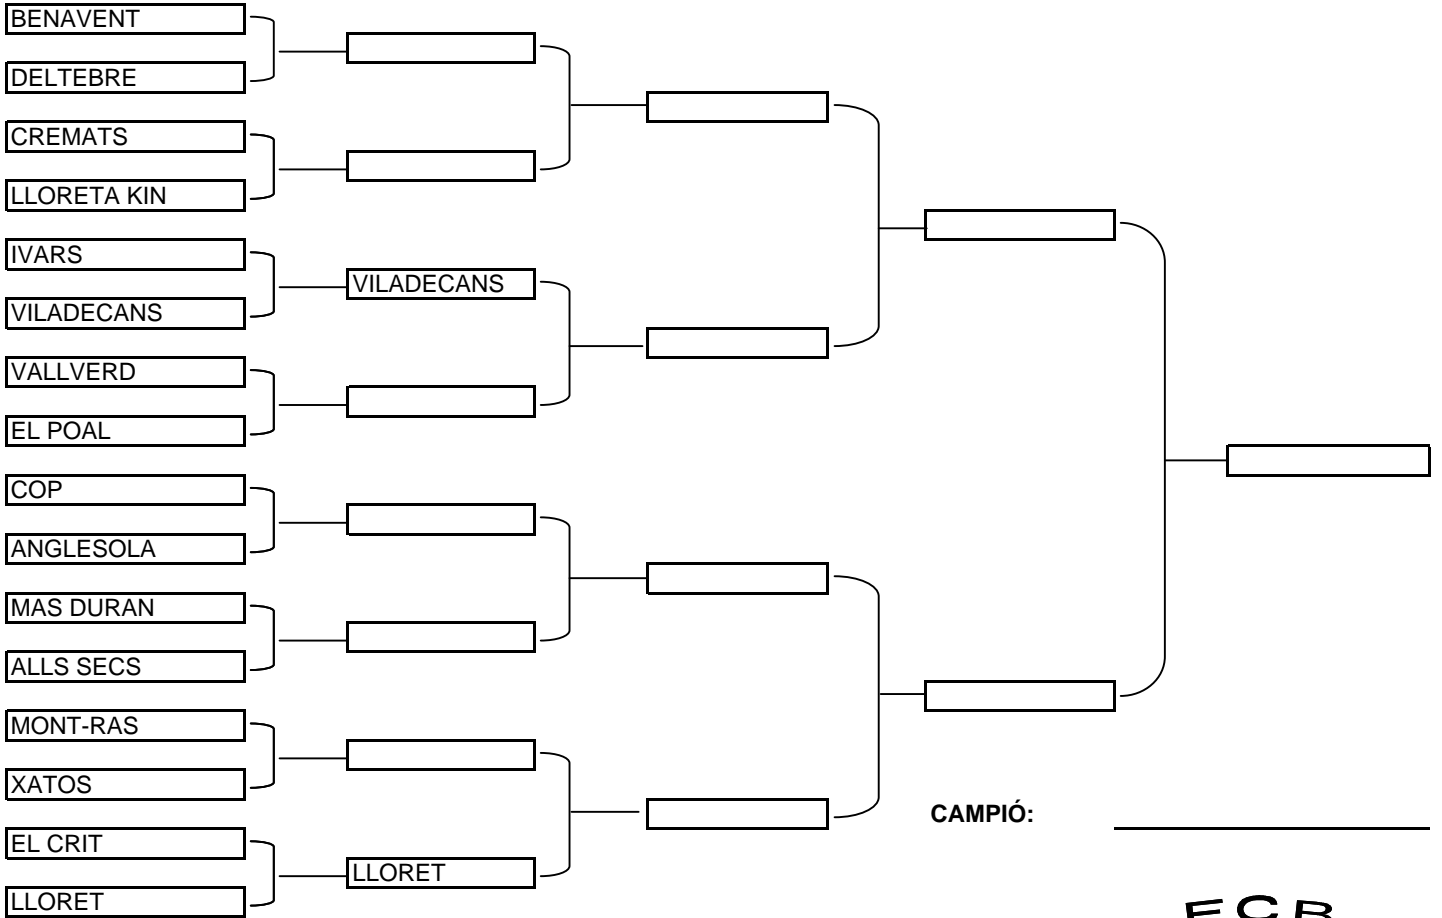 BENAVENT
DELTEBRE
CREMATS
LLORETA KIN
IVARS
VILADECANS
VILADECANS
VALLVERD
EL POAL
COP
ANGLESOLA
MAS DURAN
ALLS SECS
MONT-RAS
XATOS
CAMPIÓ:
EL CRIT
LLORET
LLORET
FCB